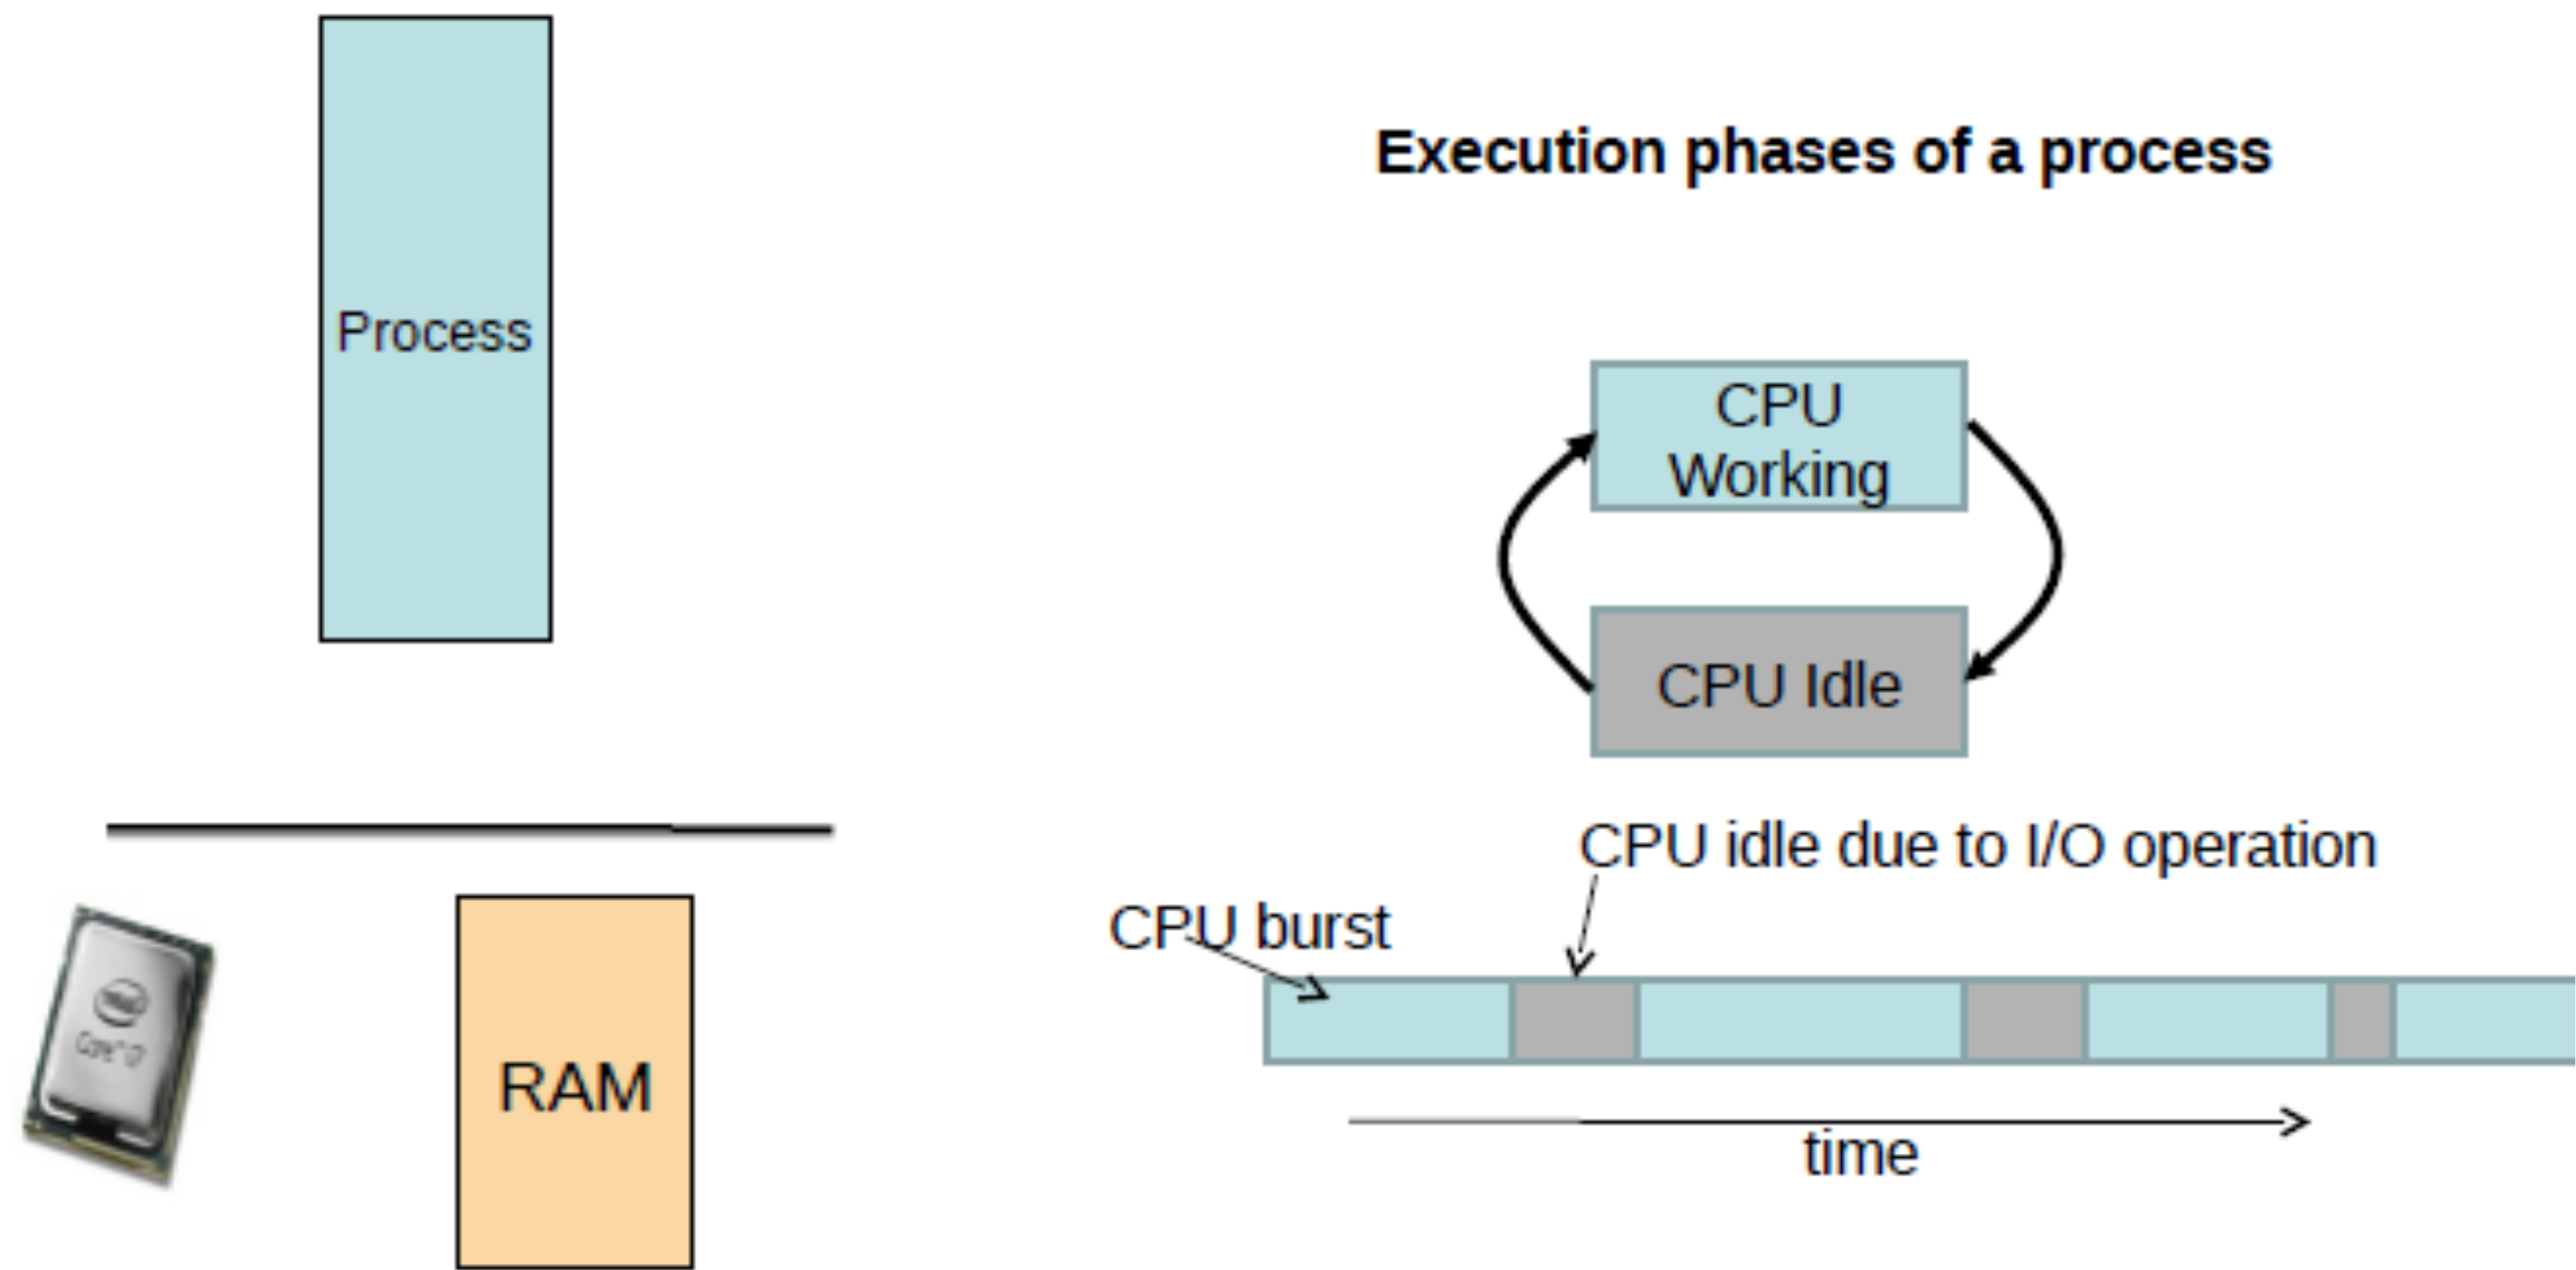 Process
Execution phases of a process
CPU
Working
CPU Idle
CPU idle due to I/O operation
CPU burst
RAM
time